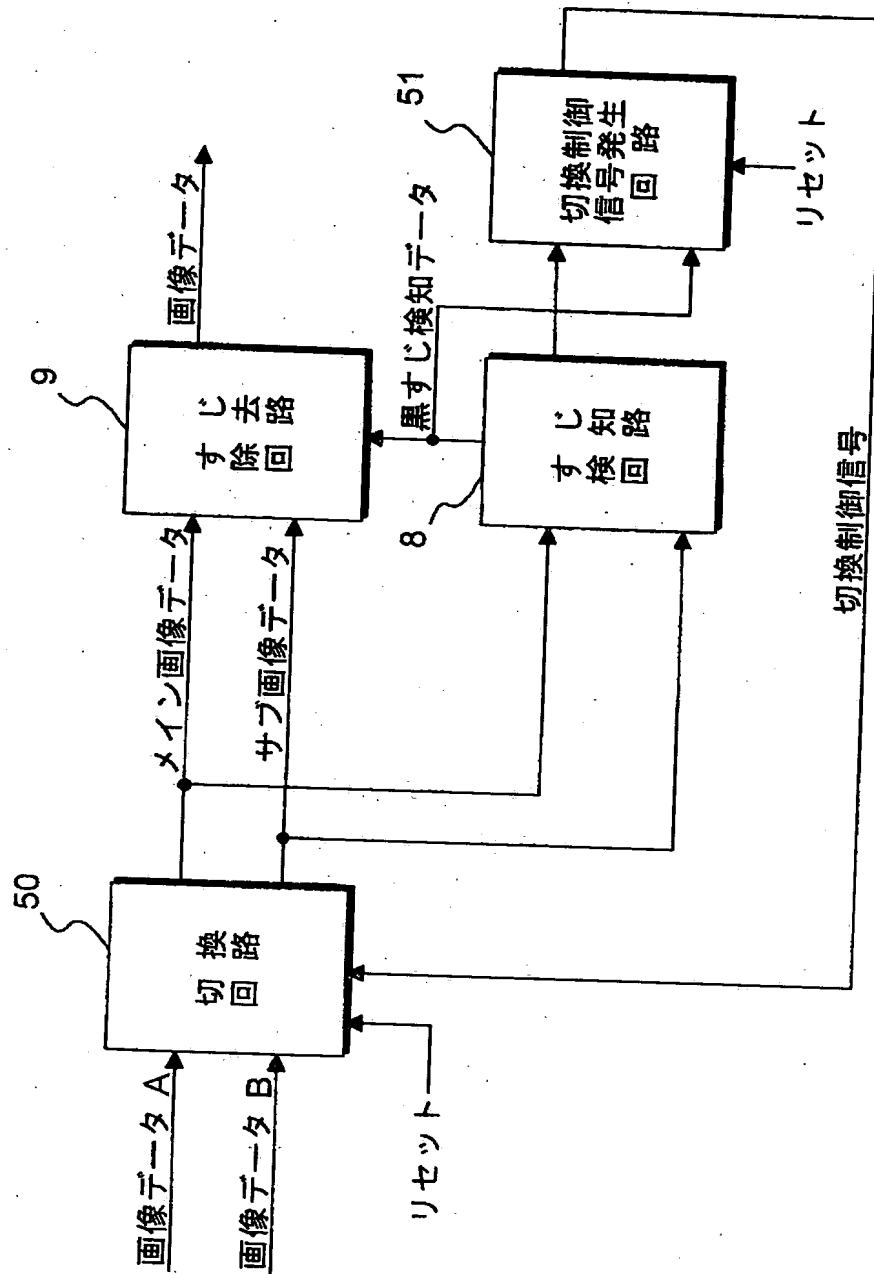 画像データ A
画像データ B
リセット
50
切換
回路
メイン画像データ
サブ画像データ
9
すじ
除去
回路
画像データ
8
すじ
検知
回路
黒すじ検知データ
51
切換制御
信号発生
回路
リセット
切換制御信号